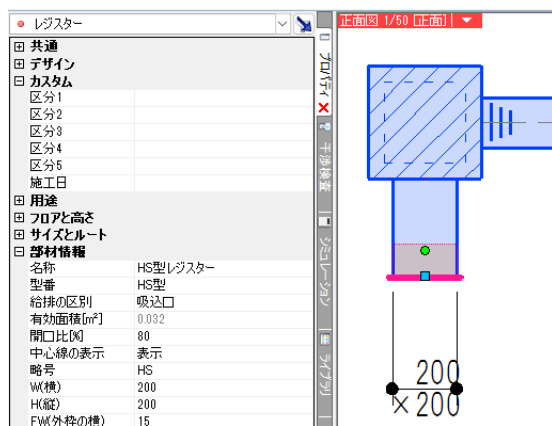 レジスター
共通
デザイン
カスタム
区分1
区分2
区分3
区分4
区分5
施工日
用途
フロアと高さ
サイズとルート
部材情報
名称 HS型レジスター
型番 HS型
給排の区別 吸込口
有効面積[m²] 0.032
開口比[%] 80
中心線の表示 表示
略号 HS
W(横) 200
H(縦) 200
FW(外枠の横) 15
プロパティ
干渉検査
シミュレーション
ライブラリ
正面図 1/50 [正面]
200
×200